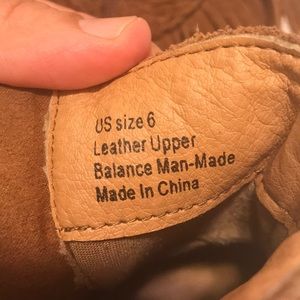 US size 6
Leather Upper
Balance Man-Made
Made In China